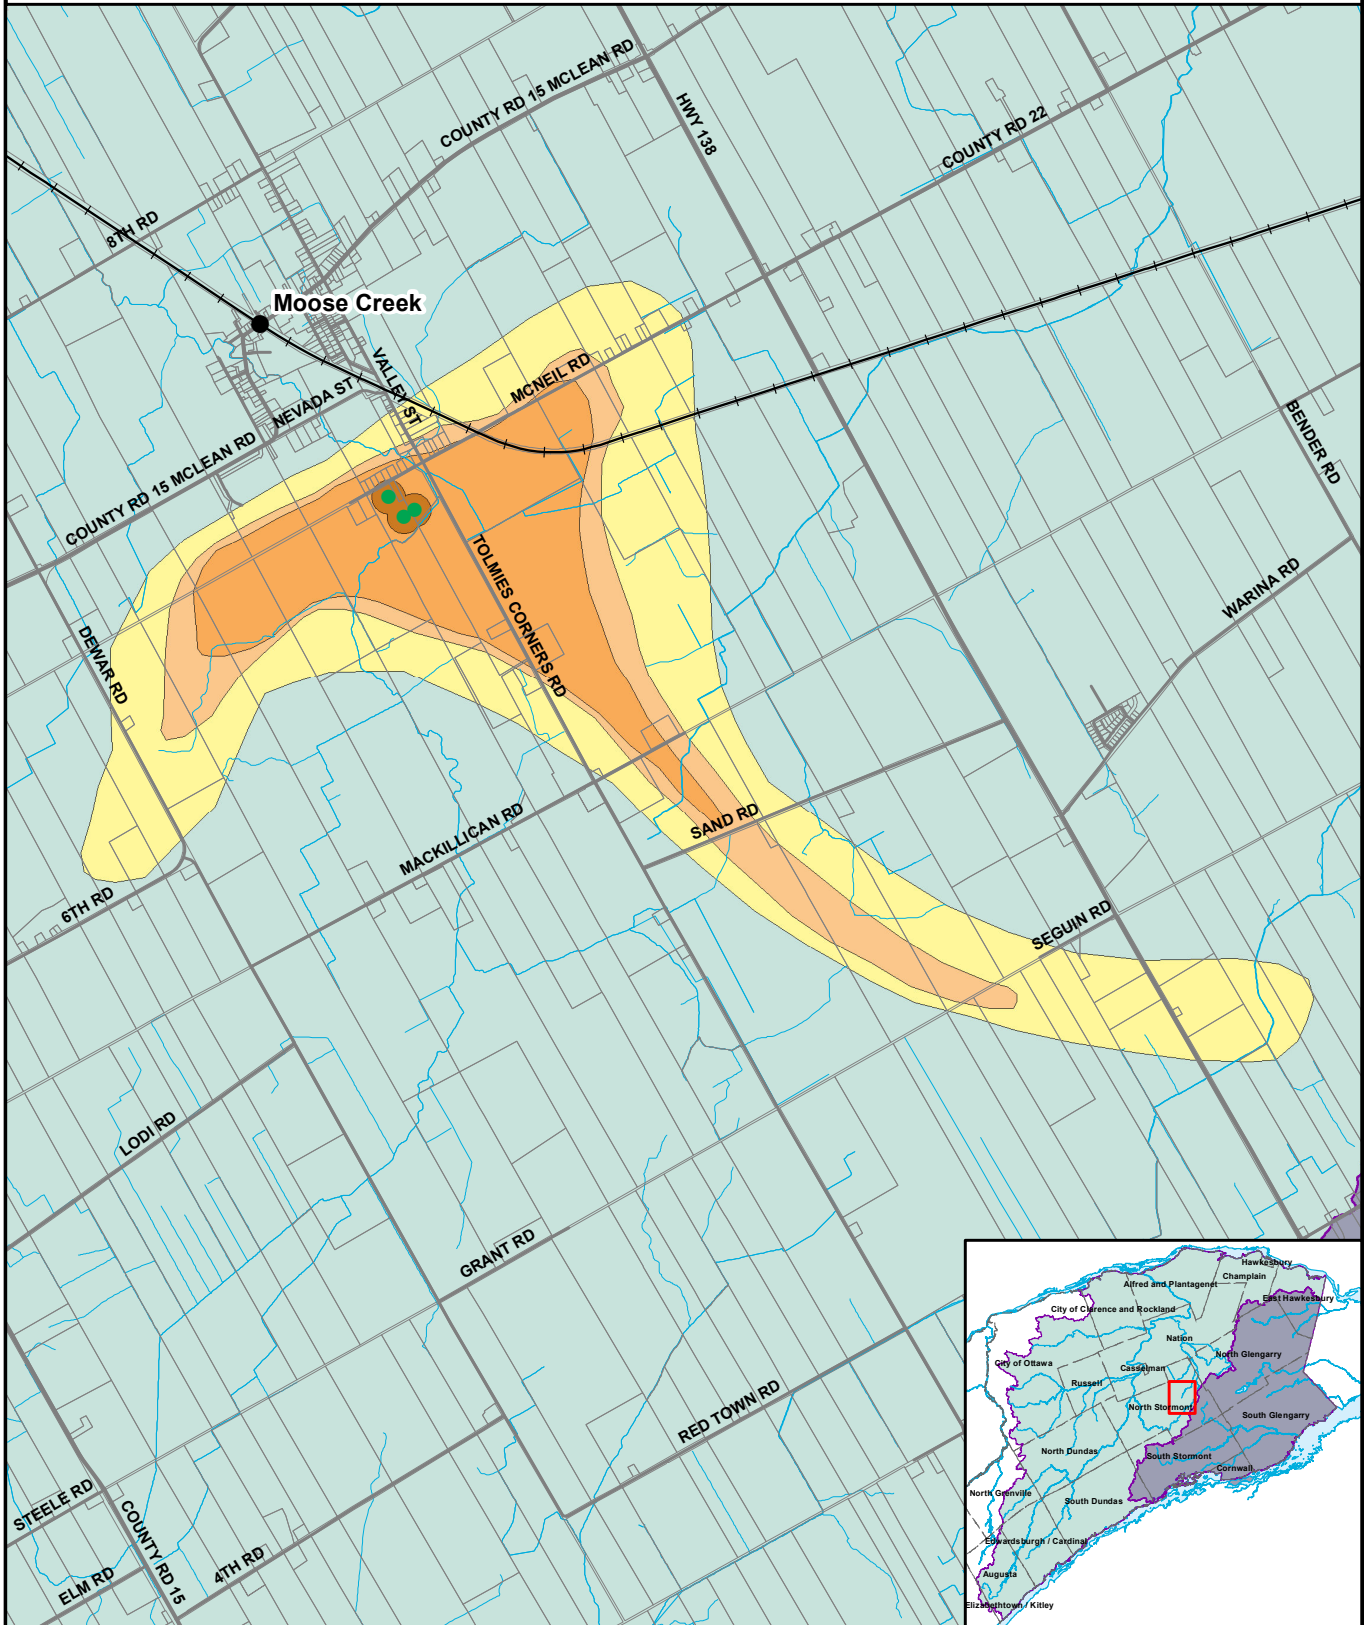 COUNTY RD 15 MCLEAN RD
HWY 138
COUNTY RD 22
8TH RD
Moose Creek
VALLEY ST
MCNEIL RD
NEVADA ST
COUNTY RD 15 MCLEAN RD
BENDER RD
TOLMIES CORNERS RD
WARINA RD
DEWAR RD
SAND RD
MACKILLICAN RD
6TH RD
SEGUIN RD
LODI RD
GRANT RD
RED TOWN RD
STEELE RD
COUNTY RD 15
4TH RD
ELM RD
Hawkesbury
Champlain
Alfred and Plantagenet
East Hawkesbury
City of Clarence and Rockland
Nation
North Glengarry
City of Ottawa
Casselman
Russell
North Stormont
South Glengarry
North Dundas
South Stormont
Cornwall
North Grenville
South Dundas
Edwardsburgh / Cardinal
Augusta
Elizabethtown / Kitley